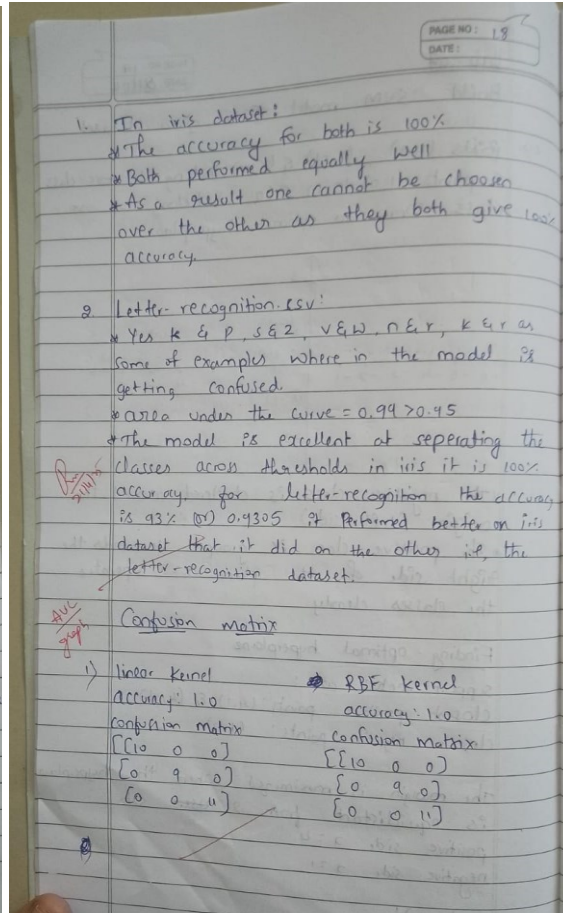 PAGE NO: 18
DATE:
1. In iris dataset:
* The accuracy for both is 100%
* Both performed equally well
* As a result one cannot be choosen
over the other as they both give 100%
accuracy.
2 Letter-recognition.csv:
* Yes k & p, s & z, v & w, n & r, k & r as
some of examples where in the model is
getting confused.
* area under the curve = 0.99 > 0.95
* The model is excellent at seperating the
classes across thresholds in iris it is 100%
accuracy. for letter-recognition the accuracy
is 93% (or) 0.9305 it Performed better on iris
dataset that it did on the other i.e, the
letter-recognition dataset.
AUC
graph
Confusion matrix
1) linear Kernel
accuracy: 1.0
confusion matrix
[[10 0 0]
[0 9 0]
[0 0 11]
RBF kernel
accuracy: 1.0
confusion matrix
[[10 0 0]
[0 9 0]
[0 0 11]